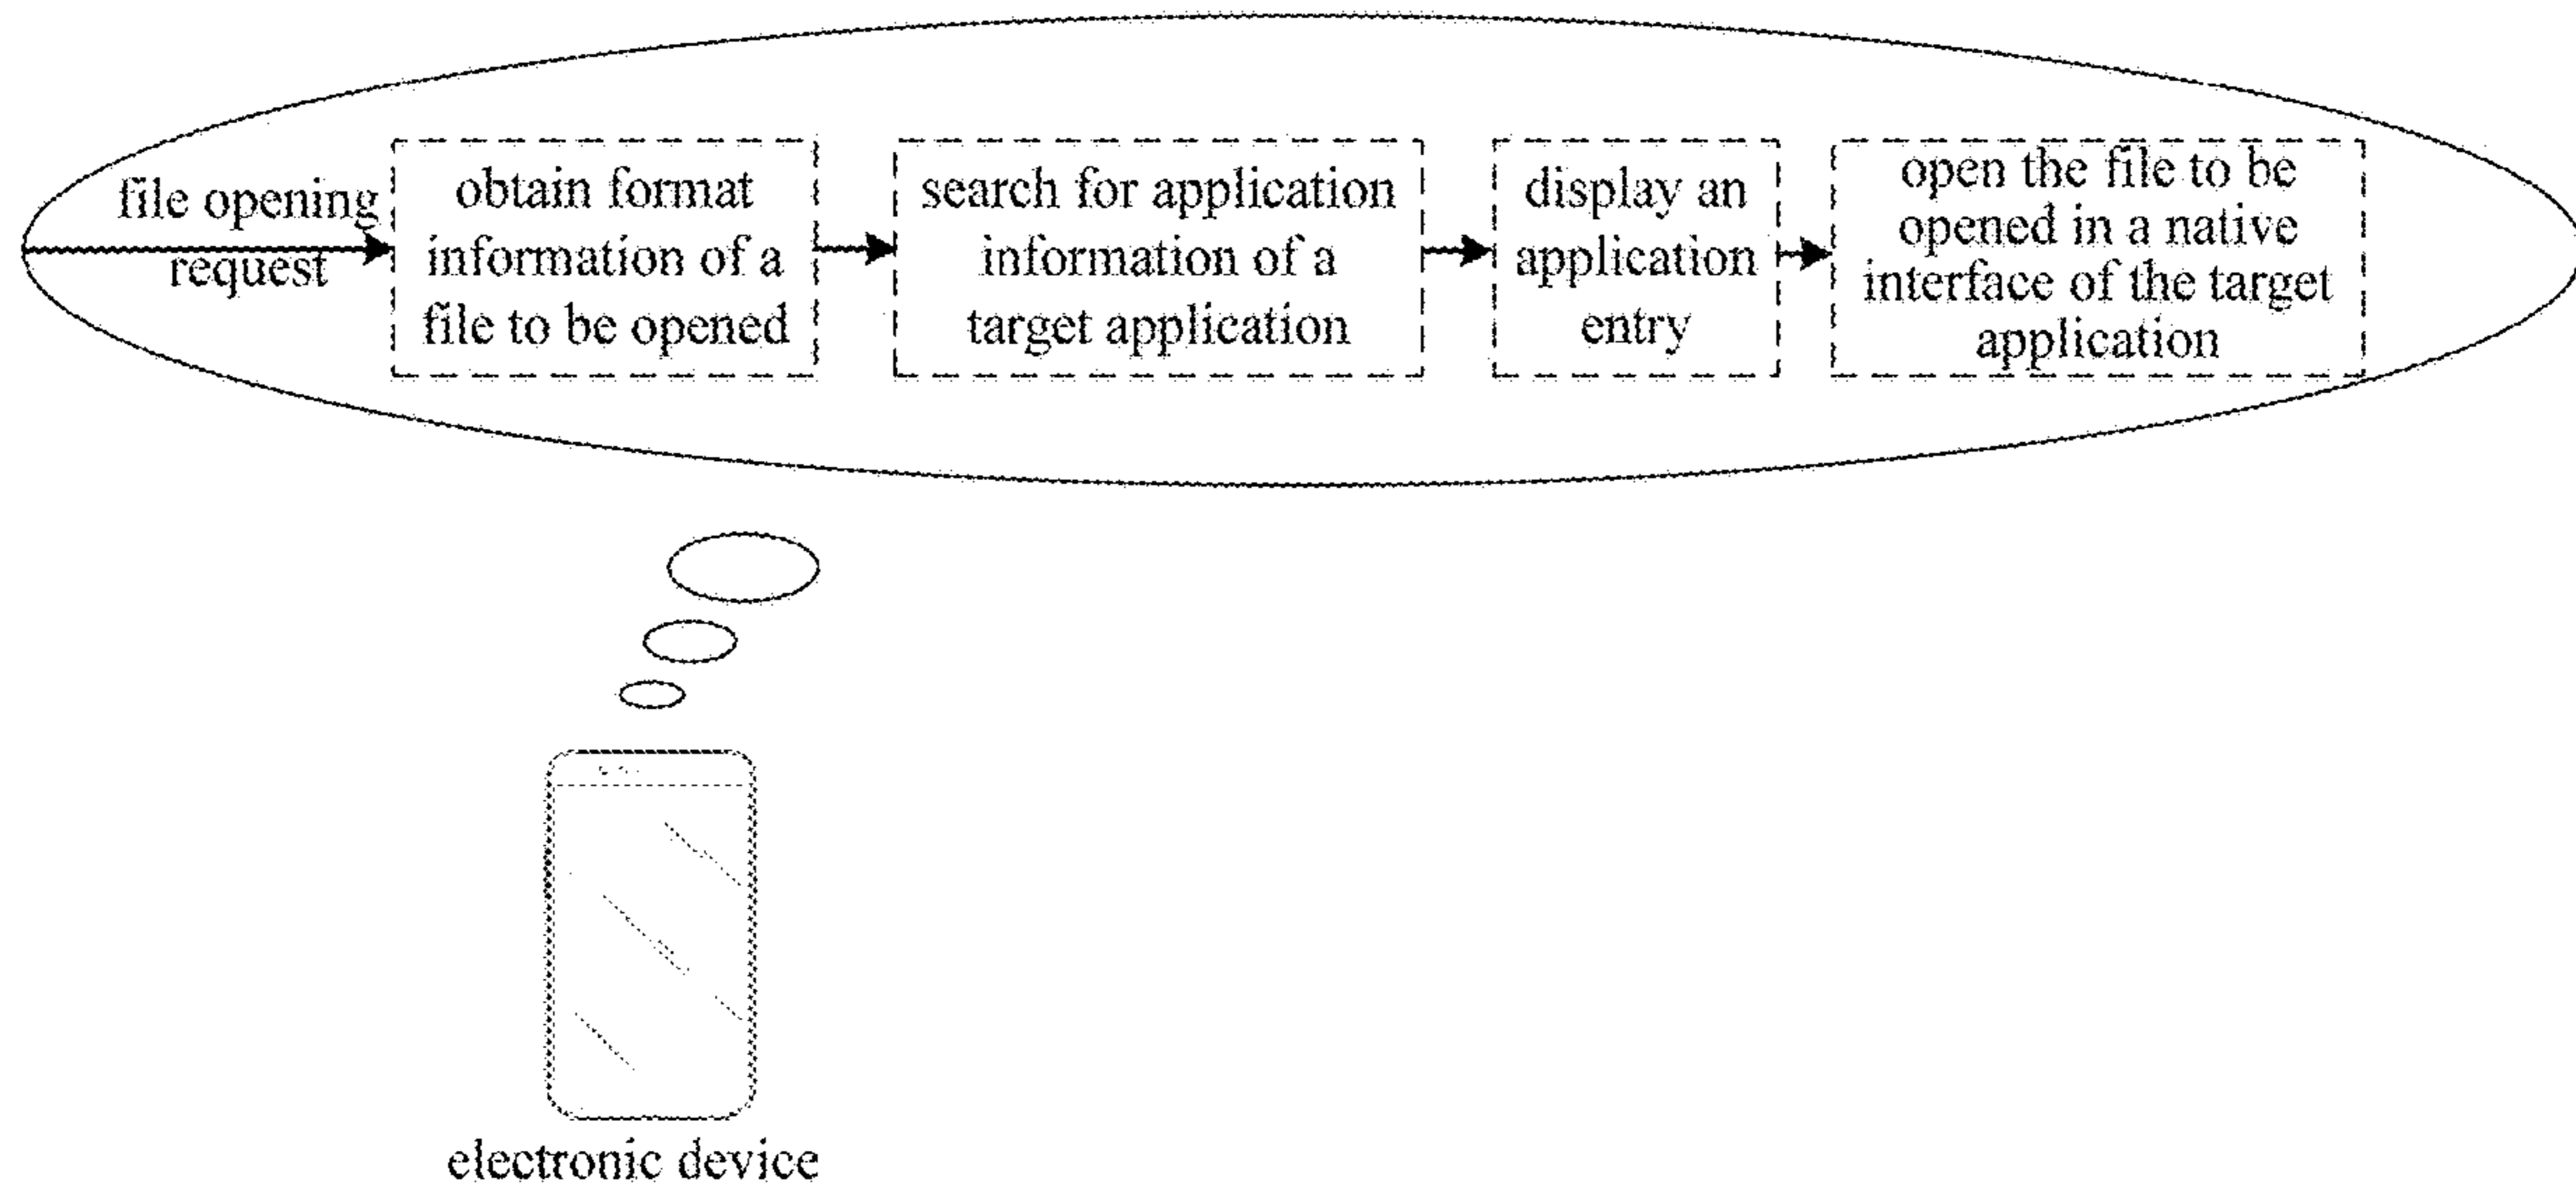 file opening
request
obtain format
information of a
file to be opened
search for application
information of a
target application
display an
application
entry
open the file to be
opened in a native
interface of the target
application
electronic device